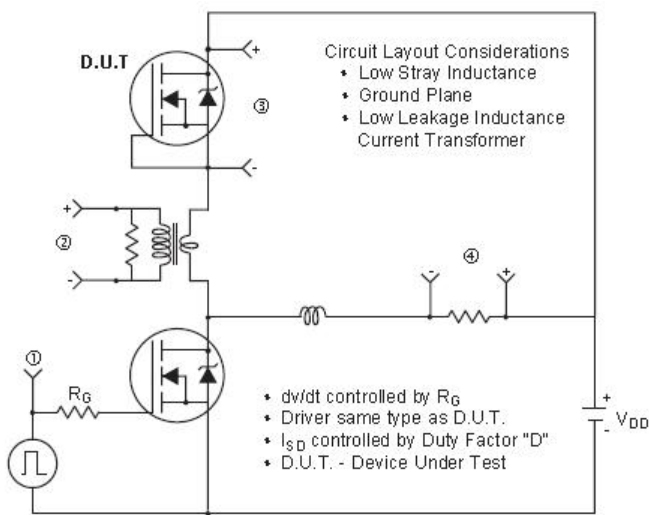 D.U.T
+
Circuit Layout Considerations
• Low Stray Inductance
• Ground Plane
• Low Leakage Inductance
Current Transformer
③
-
+
②
-
④
- +
①
RG
• dv/dt controlled by RG
• Driver same type as D.U.T.
• ISD controlled by Duty Factor "D"
• D.U.T. - Device Under Test
+
VDD
-